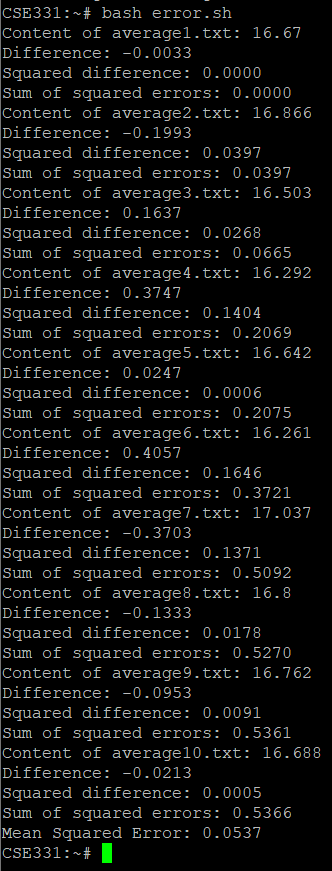 CSE331:~# bash error.sh
Content of average1.txt: 16.67
Difference: -0.0033
Squared difference: 0.0000
Sum of squared errors: 0.0000
Content of average2.txt: 16.866
Difference: -0.1993
Squared difference: 0.0397
Sum of squared errors: 0.0397
Content of average3.txt: 16.503
Difference: 0.1637
Squared difference: 0.0268
Sum of squared errors: 0.0665
Content of average4.txt: 16.292
Difference: 0.3747
Squared difference: 0.1404
Sum of squared errors: 0.2069
Content of average5.txt: 16.642
Difference: 0.0247
Squared difference: 0.0006
Sum of squared errors: 0.2075
Content of average6.txt: 16.261
Difference: 0.4057
Squared difference: 0.1646
Sum of squared errors: 0.3721
Content of average7.txt: 17.037
Difference: -0.3703
Squared difference: 0.1371
Sum of squared errors: 0.5092
Content of average8.txt: 16.8
Difference: -0.1333
Squared difference: 0.0178
Sum of squared errors: 0.5270
Content of average9.txt: 16.762
Difference: -0.0953
Squared difference: 0.0091
Sum of squared errors: 0.5361
Content of average10.txt: 16.688
Difference: -0.0213
Squared difference: 0.0005
Sum of squared errors: 0.5366
Mean Squared Error: 0.0537
CSE331:~#